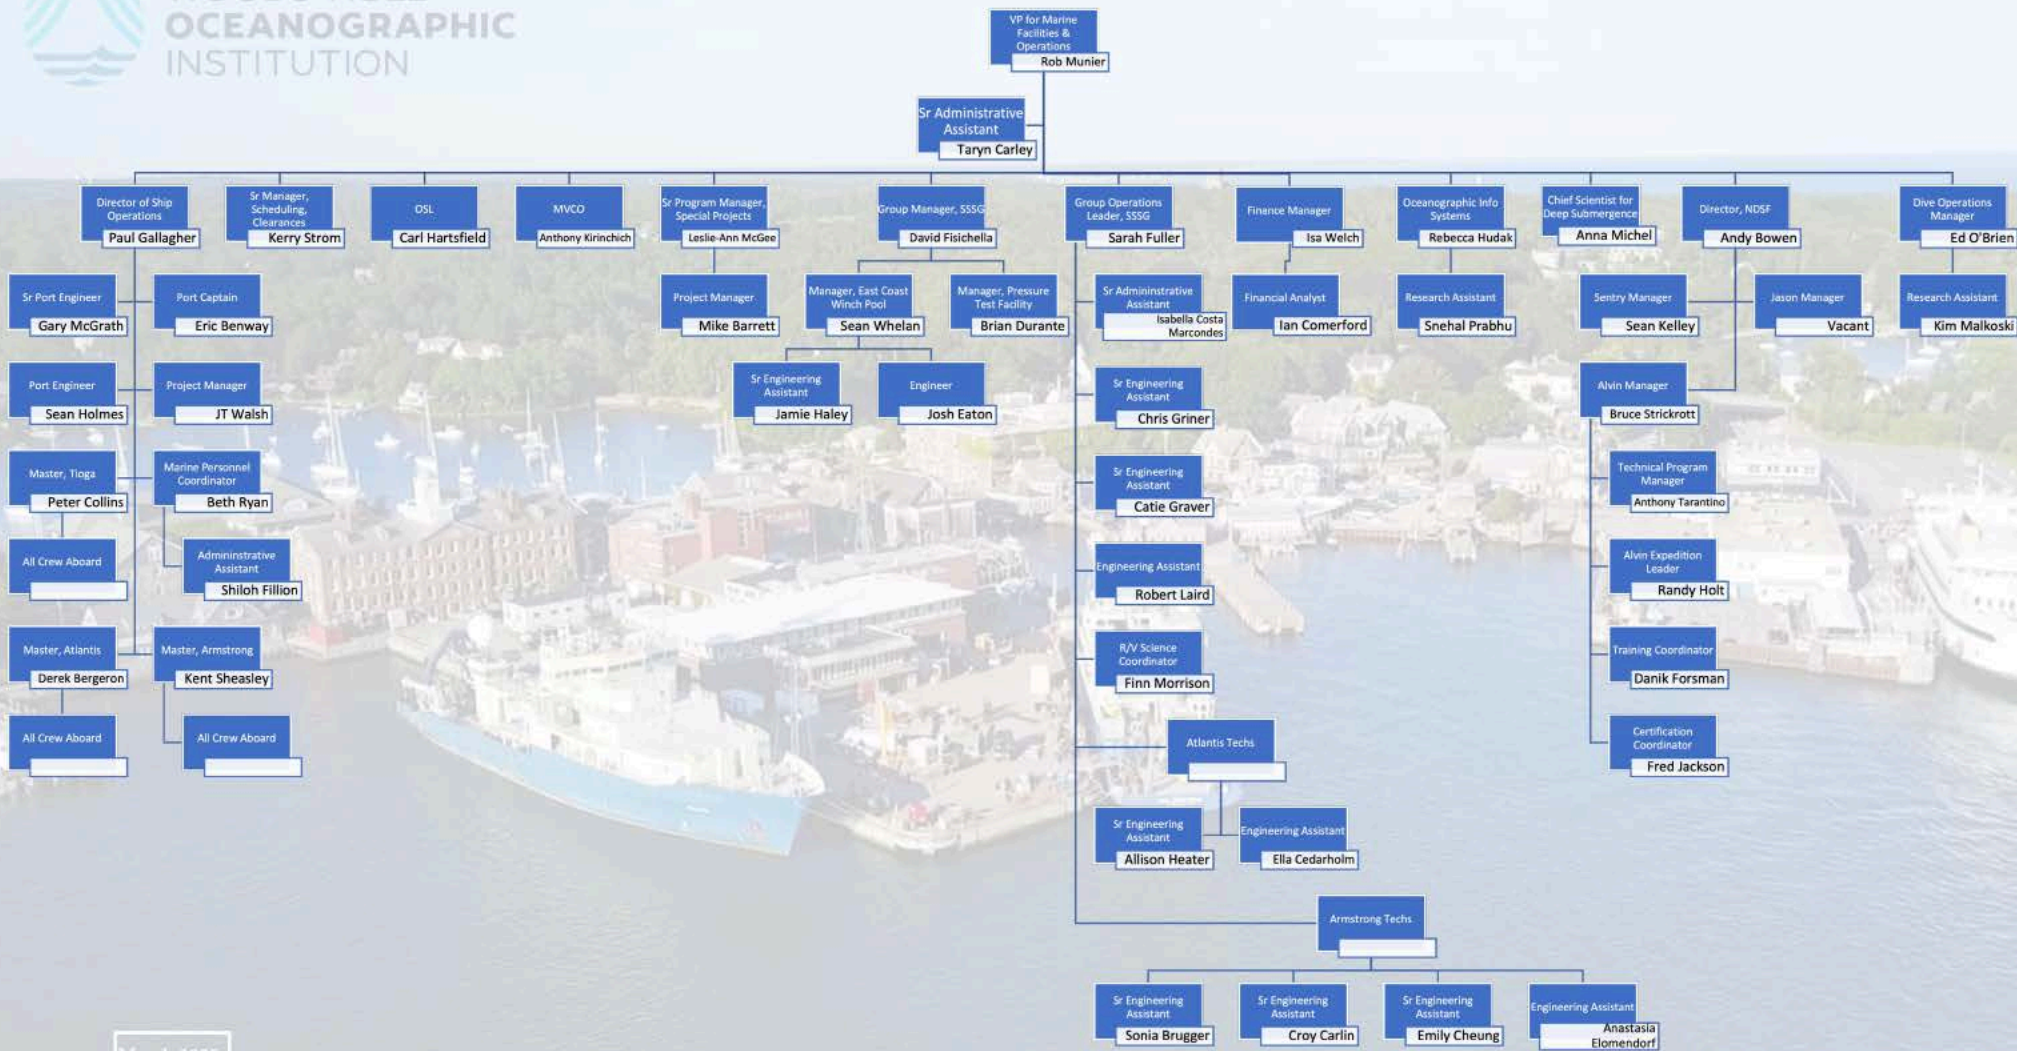 OCEANOGRAPHIC
INSTITUTION
VP for Marine
Facilities &
Operations
Rob Munier
Sr Administrative
Assistant
Taryn Carley
Director of Ship
Operations
Paul Gallagher
Sr Manager,
Scheduling,
Clearances
Kerry Strom
OSL
Carl Hartsfield
MVCO
Anthony Kirinchich
Sr Program Manager,
Special Projects
Leslie-Ann McGee
Group Manager, SSSG
David Fisichella
Group Operations
Leader, SSSG
Sarah Fuller
Finance Manager
Isa Welch
Oceanographic Info
Systems
Rebecca Hudak
Chief Scientist for
Deep Submergence
Anna Michel
Director, NDSF
Andy Bowen
Dive Operations
Manager
Ed O'Brien
Sr Port Engineer
Gary McGrath
Port Captain
Eric Benway
Project Manager
Mike Barrett
Manager, East Coast
Winch Pool
Sean Whelan
Manager, Pressure
Test Facility
Brian Durante
Sr Admininstrative
Assistant
Isabella Costa
Marcondes
Financial Analyst
Ian Comerford
Research Assistant
Snehal Prabhu
Sentry Manager
Sean Kelley
Jason Manager
Vacant
Research Assistant
Kim Malkoski
Port Engineer
Sean Holmes
Project Manager
JT Walsh
Sr Engineering
Assistant
Jamie Haley
Engineer
Josh Eaton
Sr Engineering
Assistant
Chris Griner
Alvin Manager
Bruce Strickrott
Master, Tioga
Peter Collins
Marine Personnel
Coordinator
Beth Ryan
Sr Engineering
Assistant
Catie Graver
Technical Program
Manager
Anthony Tarantino
All Crew Aboard
Admininstrative
Assistant
Shiloh Fillion
Engineering Assistant
Robert Laird
Alvin Expedition
Leader
Randy Holt
Master, Atlantis
Derek Bergeron
Master, Armstrong
Kent Sheasley
R/V Science
Coordinator
Finn Morrison
Training Coordinator
Danik Forsman
All Crew Aboard
All Crew Aboard
Atlantis Techs
Certification
Coordinator
Fred Jackson
Sr Engineering
Assistant
Allison Heater
Engineering Assistant
Ella Cedarholm
Armstrong Techs
Sr Engineering
Assistant
Sonia Brugger
Sr Engineering
Assistant
Croy Carlin
Sr Engineering
Assistant
Emily Cheung
Engineering Assistant
Anastasia
Elomendorf